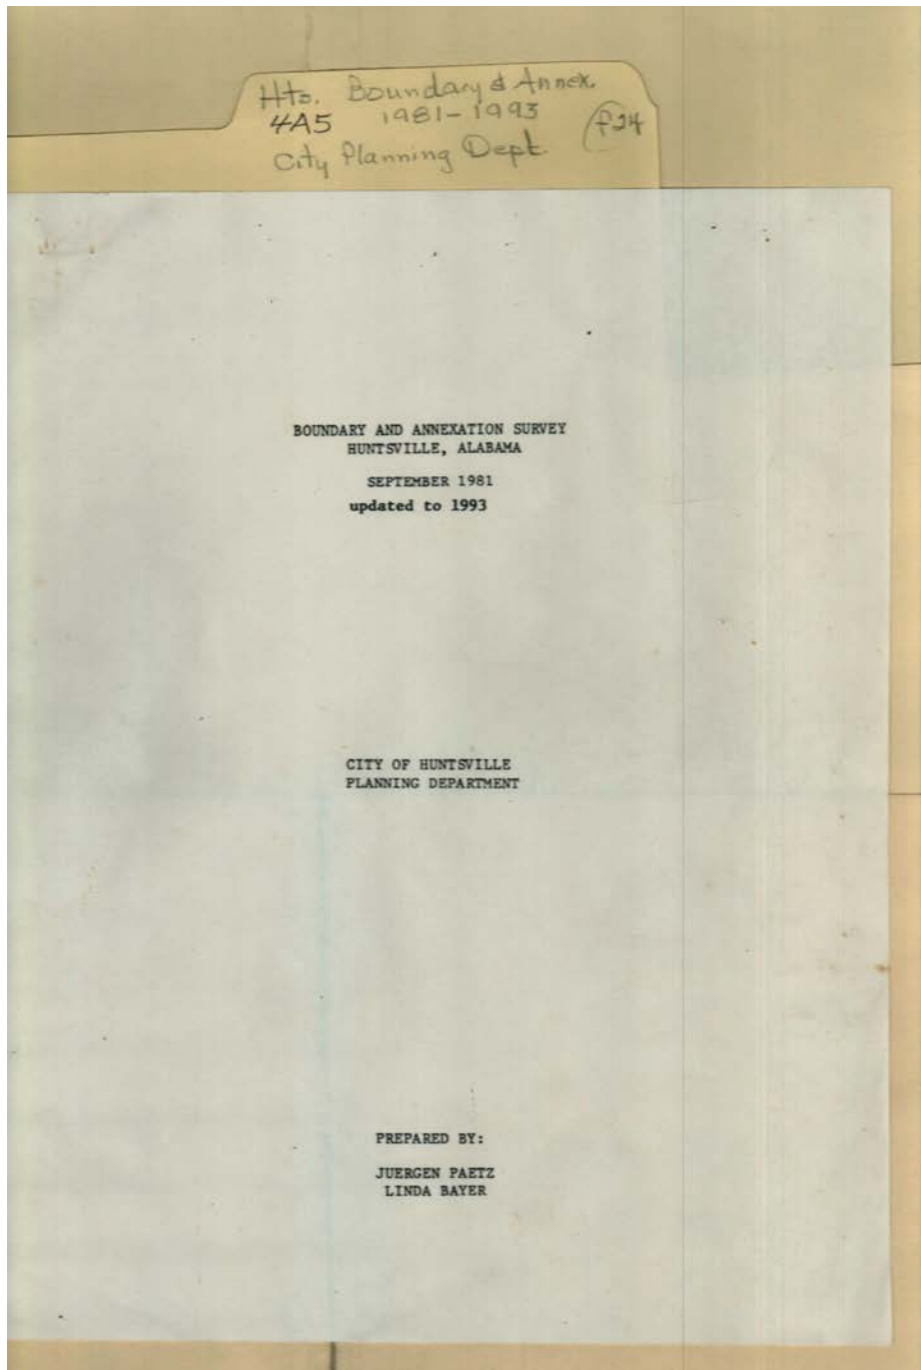 Hts. Boundary & Annex.
4A5 1981-1993 f24
City Planning Dept.
BOUNDARY AND ANNEXATION SURVEY
HUNTSVILLE, ALABAMA
SEPTEMBER 1981
updated to 1993
CITY OF HUNTSVILLE
PLANNING DEPARTMENT
PREPARED BY:
JUERGEN PAETZ
LINDA BAYER